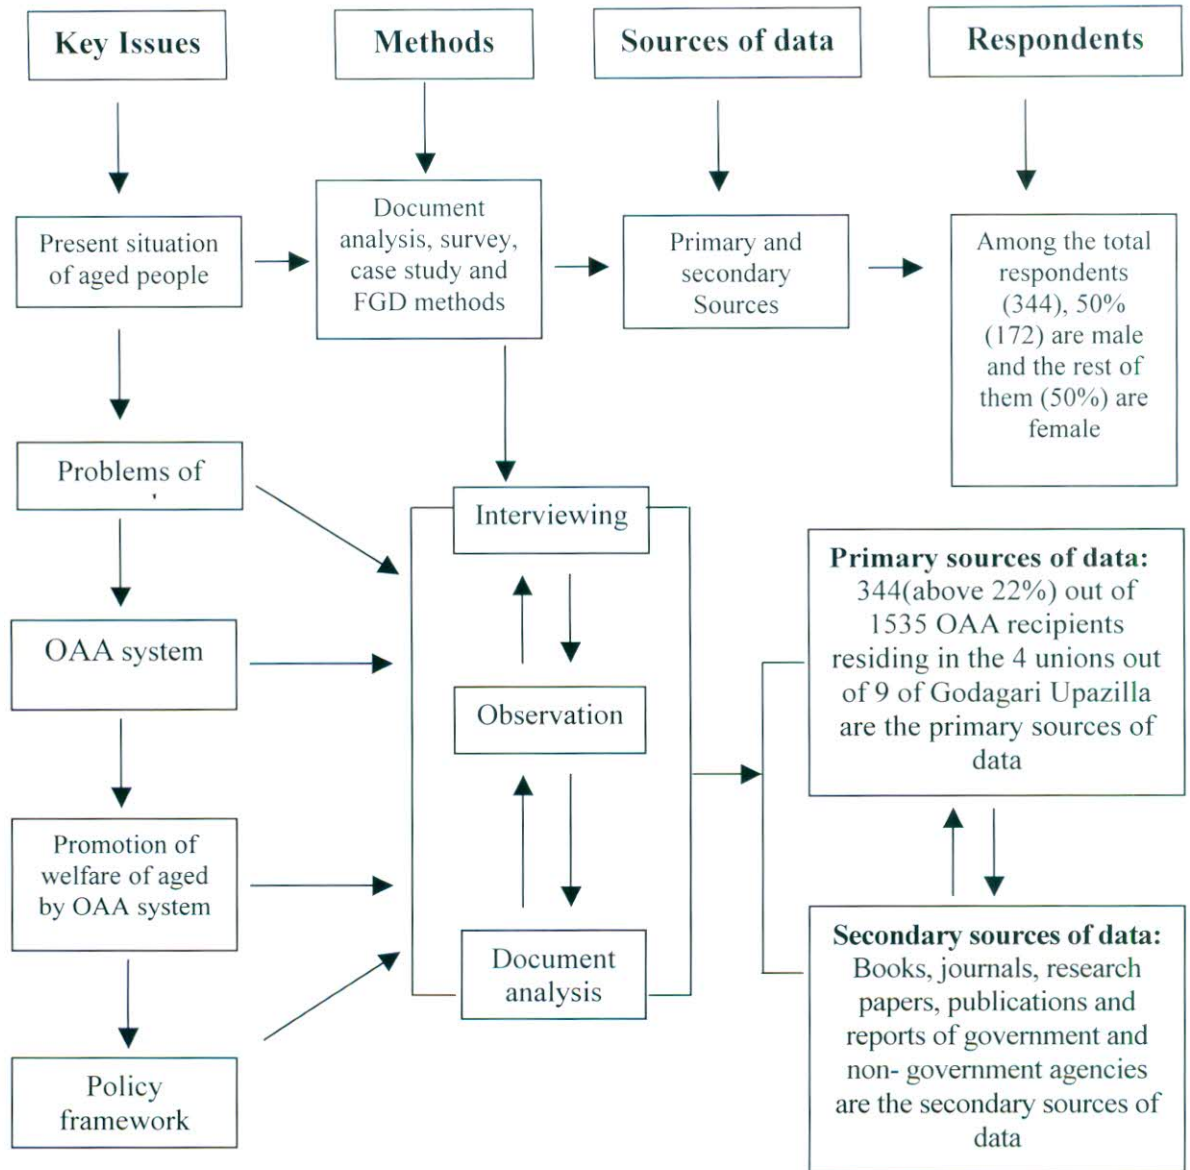 Key Issues
Methods
Sources of data
Respondents
Present situation
of aged people
Document
analysis, survey,
case study and
FGD methods
Primary and
secondary
Sources
Among the total
respondents
(344), 50%
(172) are male
and the rest of
them (50%) are
female
Problems of
OAA system
Promotion of
welfare of aged
by OAA system
Policy
framework
Interviewing
Observation
Document
analysis
Primary sources of data:
344(above 22%) out of
1535 OAA recipients
residing in the 4 unions out
of 9 of Godagari Upazilla
are the primary sources of
data
Secondary sources of data:
Books, journals, research
papers, publications and
reports of government and
non- government agencies
are the secondary sources of
data